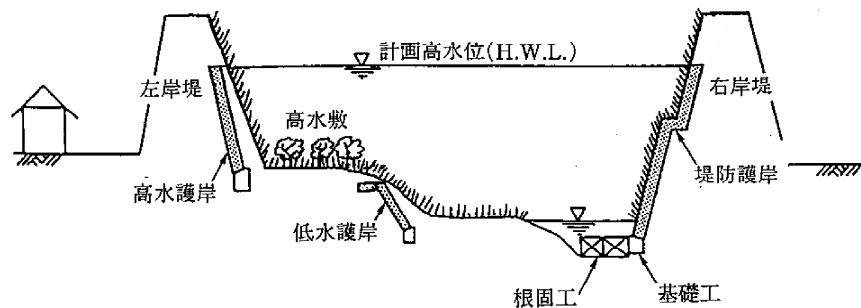 計画高水位(H.W.L.)
左岸堤
右岸堤
高水敷
堤防護岸
高水護岸
低水護岸
根固工
基礎工